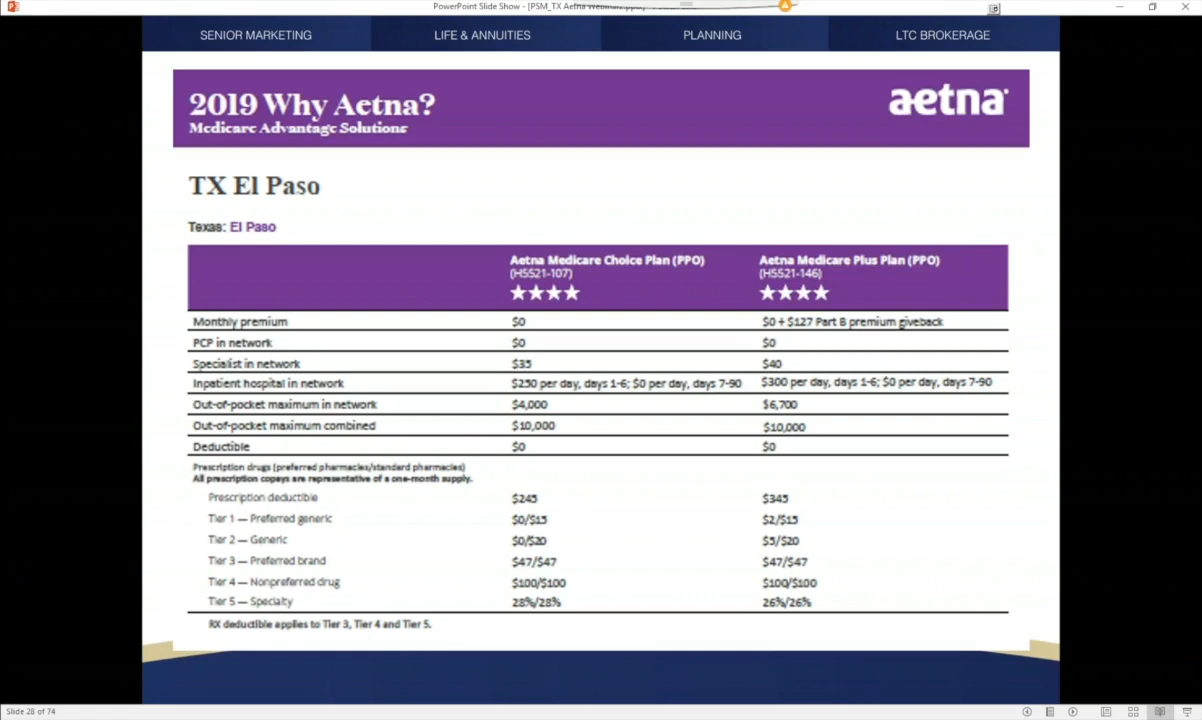 PowerPoint Slide Show - [PSM_TX Aetna
SENIOR MARKETING
LIFE & ANNUITIES
PLANNING
LTC BROKERAGE
2019 Why Aetna?
Medicare Advantage Solutions
aetna
TX El Paso
Texas: El Paso
Aetna Medicare Choice Plan (PPO) Aetna Medicare Plus Plan (PPO)
(H5521-107) (H5521-146)
★★★★ ★★★★
Monthly premium $0 $0 + $127 Part B premium giveback
PCP in network $0 $0
Specialist in network $35 $40
Inpatient hospital in network $250 per day, days 1-6; $0 per day, days 7-90 $300 per day, days 1-6; $0 per day, days 7-90
Out-of-pocket maximum in network $4,000 $6,700
Out-of-pocket maximum combined $10,000 $10,000
Deductible $0 $0
Prescription drugs (preferred pharmacies/standard pharmacies)
All prescription copays are representative of a one-month supply.
Prescription deductible $245 $345
Tier 1 — Preferred generic $0/$15 $2/$15
Tier 2 — Generic $0/$20 $5/$20
Tier 3 — Preferred brand $47/$47 $47/$47
Tier 4 — Nonpreferred drug $100/$100 $100/$100
Tier 5 — Specialty 28%/28% 26%/26%
RX deductible applies to Tier 3, Tier 4 and Tier 5.
Slide 28 of 74